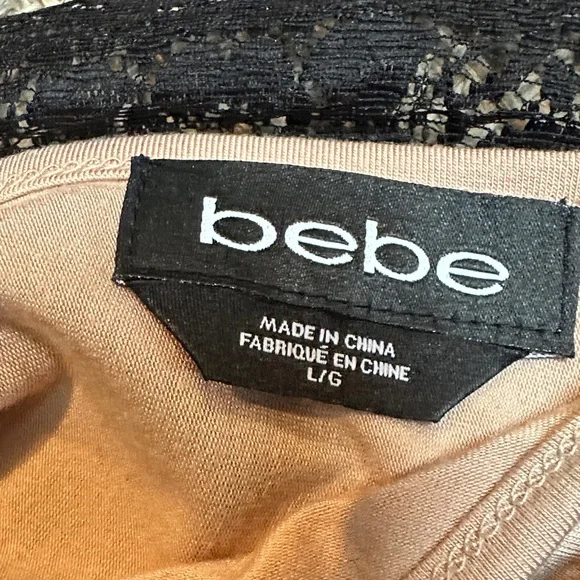 bebe
MADE IN CHINA
FABRIQUÉ EN CHINE
L/G